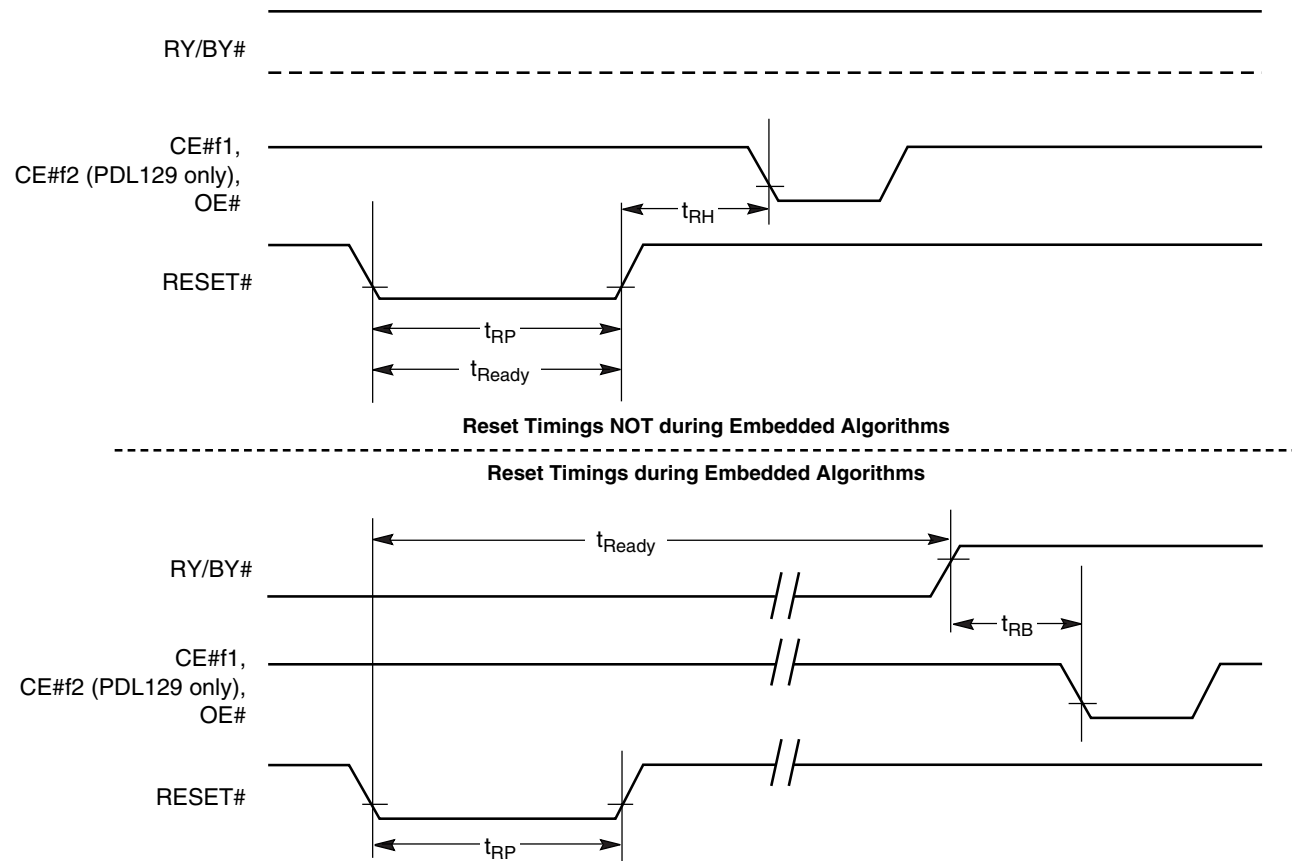 RY/BY#
CE#f1,
CE#f2 (PDL129 only),
OE#
tRH
RESET#
tRP
tReady
Reset Timings NOT during Embedded Algorithms
Reset Timings during Embedded Algorithms
tReady
RY/BY#
tRB
CE#f1,
CE#f2 (PDL129 only),
OE#
RESET#
tRP